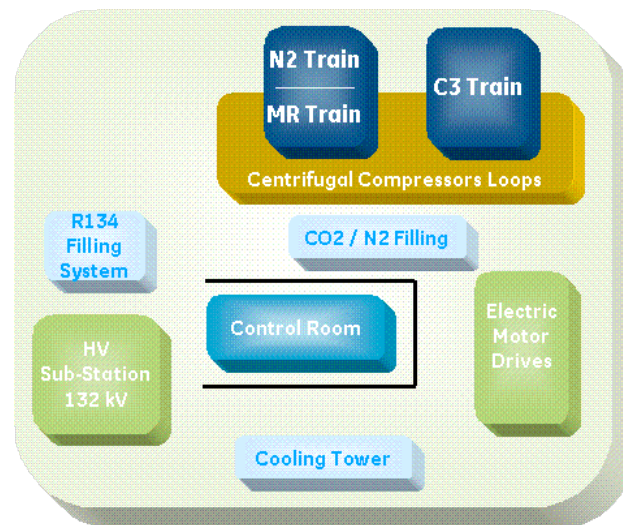 N2 Train
MR Train
C3 Train
Centrifugal Compressors Loops
R134
Filling
System
CO2 / N2 Filling
Control Room
Electric
Motor
Drives
HV
Sub-Station
132 kV
Cooling Tower